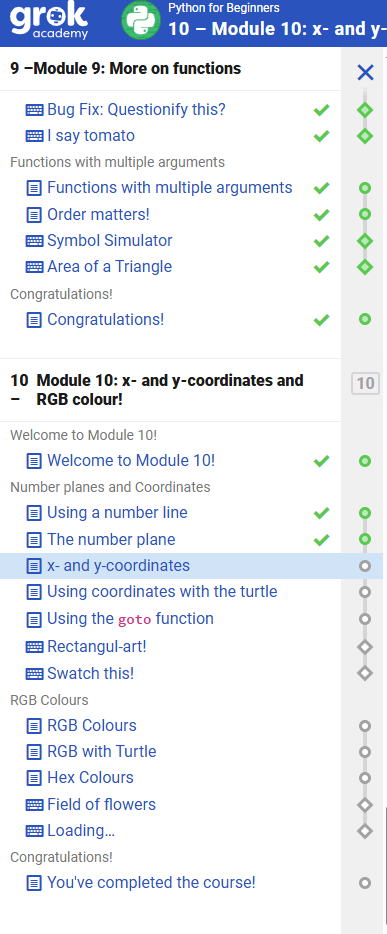 grok
academy
Python for Beginners
10 – Module 10: x- and y-
9 –Module 9: More on functions
Bug Fix: Questionify this?
I say tomato
Functions with multiple arguments
Functions with multiple arguments
Order matters!
Symbol Simulator
Area of a Triangle
Congratulations!
Congratulations!
10 Module 10: x- and y-coordinates and
– RGB colour!
10
Welcome to Module 10!
Welcome to Module 10!
Number planes and Coordinates
Using a number line
The number plane
x- and y-coordinates
Using coordinates with the turtle
Using the goto function
Rectangul-art!
Swatch this!
RGB Colours
RGB Colours
RGB with Turtle
Hex Colours
Field of flowers
Loading…
Congratulations!
You've completed the course!